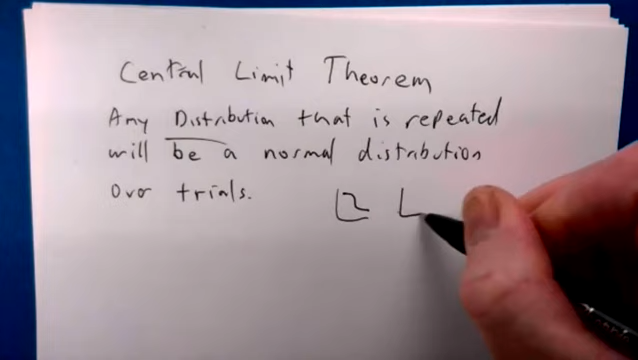 Central Limit Theorem
Any Distribution that is repeated
will be a normal distribution
Over trials.